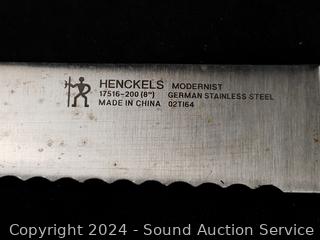 HENCKELS MODERNIST
17516-200 (8") GERMAN STAINLESS STEEL
MADE IN CHINA 02TI64
Copyright 2024 - Sound Auction Service